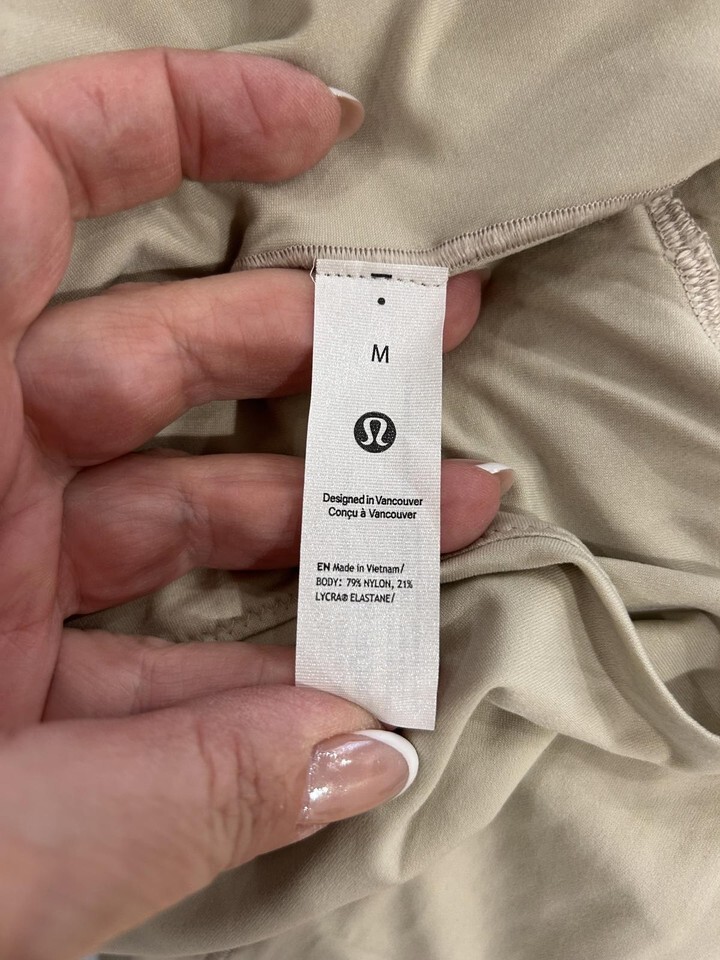 M
Designed in Vancouver
Conçu à Vancouver
EN Made in Vietnam/
BODY: 79% NYLON, 21%
LYCRA® ELASTANE/